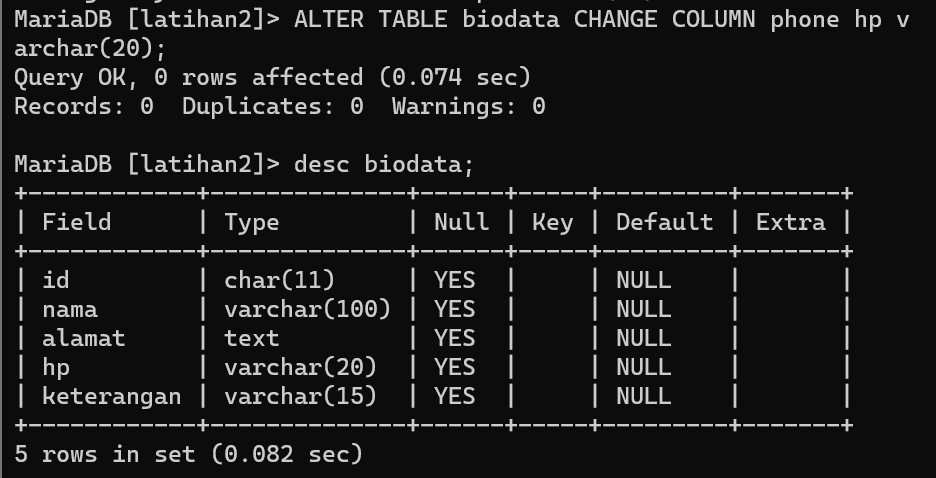 MariaDB [latihan2]> ALTER TABLE biodata CHANGE COLUMN phone hp v
archar(20);
Query OK, 0 rows affected (0.074 sec)
Records: 0  Duplicates: 0  Warnings: 0

MariaDB [latihan2]> desc biodata;
+------------+--------------+------+-----+---------+-------+
| Field      | Type         | Null | Key | Default | Extra |
+------------+--------------+------+-----+---------+-------+
| id         | char(11)     | YES  |     | NULL    |       |
| nama       | varchar(100) | YES  |     | NULL    |       |
| alamat     | text         | YES  |     | NULL    |       |
| hp         | varchar(20)  | YES  |     | NULL    |       |
| keterangan | varchar(15)  | YES  |     | NULL    |       |
+------------+--------------+------+-----+---------+-------+
5 rows in set (0.082 sec)